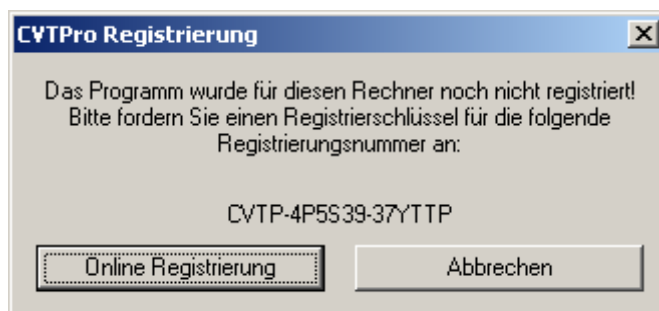 CVTPro Registrierung
Das Programm wurde für diesen Rechner noch nicht registriert!
Bitte fordern Sie einen Registrierschlüssel für die folgende
Registrierungsnummer an:
CVTP-4P5S39-37YTTP
Online Registrierung
Abbrechen